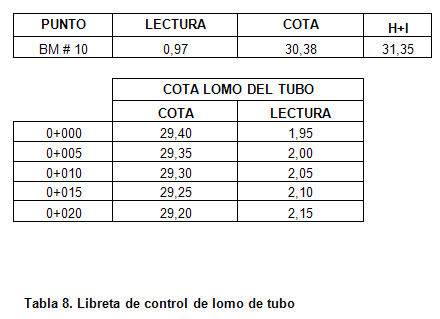 PUNTO LECTURA COTA H+I
BM # 10 0,97 30,38 31,35
COTA LOMO DEL TUBO
COTA LECTURA
0+000 29,40 1,95
0+005 29,35 2,00
0+010 29,30 2,05
0+015 29,25 2,10
0+020 29,20 2,15
Tabla 8. Libreta de control de lomo de tubo